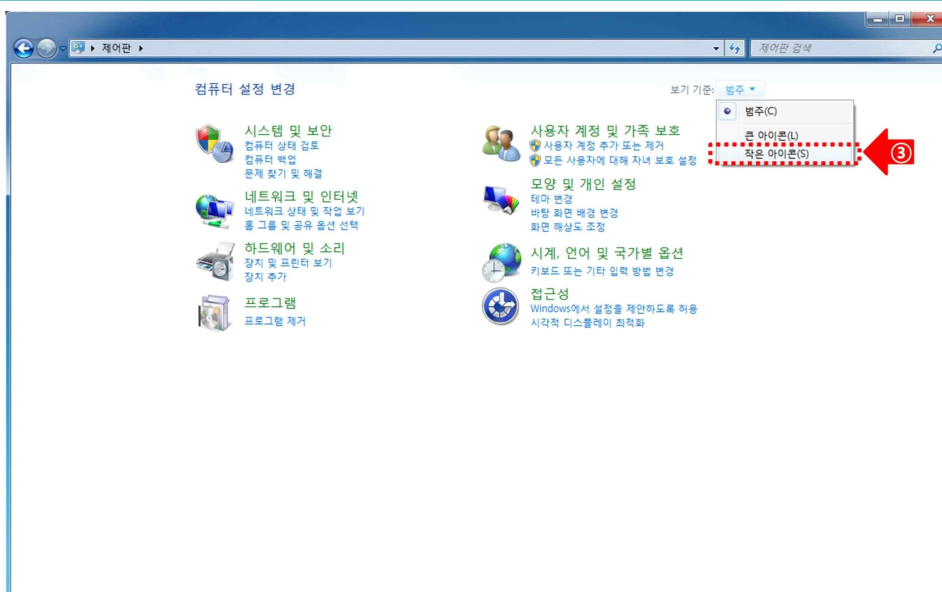 제어판
제어판 검색
컴퓨터 설정 변경
보기 기준: 범주
범주(C)
큰 아이콘(L)
작은 아이콘(S)
③
시스템 및 보안
컴퓨터 상태 검토
컴퓨터 백업
문제 찾기 및 해결
네트워크 및 인터넷
네트워크 상태 및 작업 보기
홈 그룹 및 공유 옵션 선택
하드웨어 및 소리
장치 및 프린터 보기
장치 추가
프로그램
프로그램 제거
사용자 계정 및 가족 보호
사용자 계정 추가 또는 제거
모든 사용자에 대해 자녀 보호 설정
모양 및 개인 설정
테마 변경
바탕 화면 배경 변경
화면 해상도 조정
시계, 언어 및 국가별 옵션
키보드 또는 기타 입력 방법 변경
접근성
Windows에서 설정을 제안하도록 허용
시각적 디스플레이 최적화